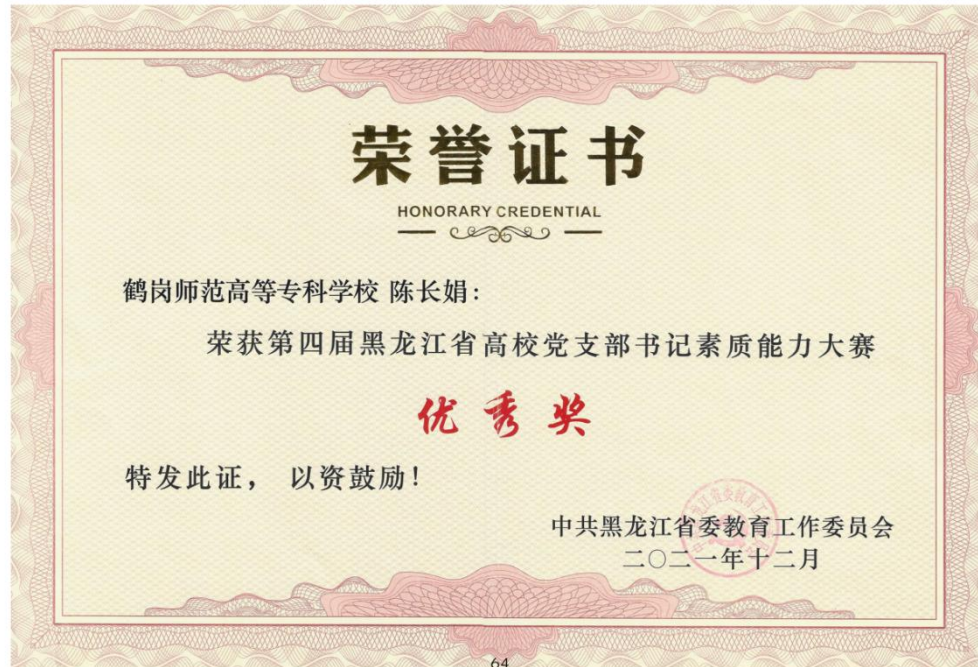 荣誉证书
HONORARY CREDENTIAL
鹤岗师范高等专科学校 陈长娟：
荣获第四届黑龙江省高校党支部书记素质能力大赛
优秀奖
特发此证， 以资鼓励！
中共黑龙江省委教育工作委员会
二〇二一年十二月
64